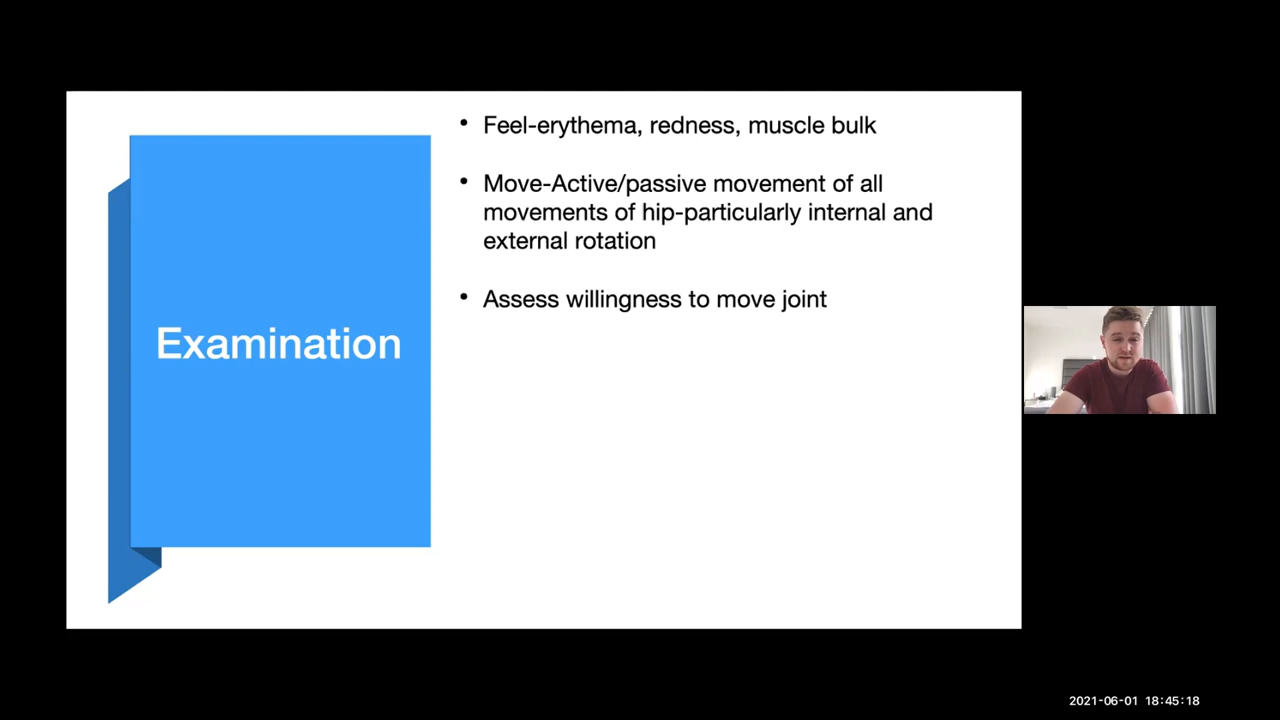 Examination
• Feel-erythema, redness, muscle bulk
• Move-Active/passive movement of all
movements of hip-particularly internal and
external rotation
• Assess willingness to move joint
2021-06-01 18:45:18